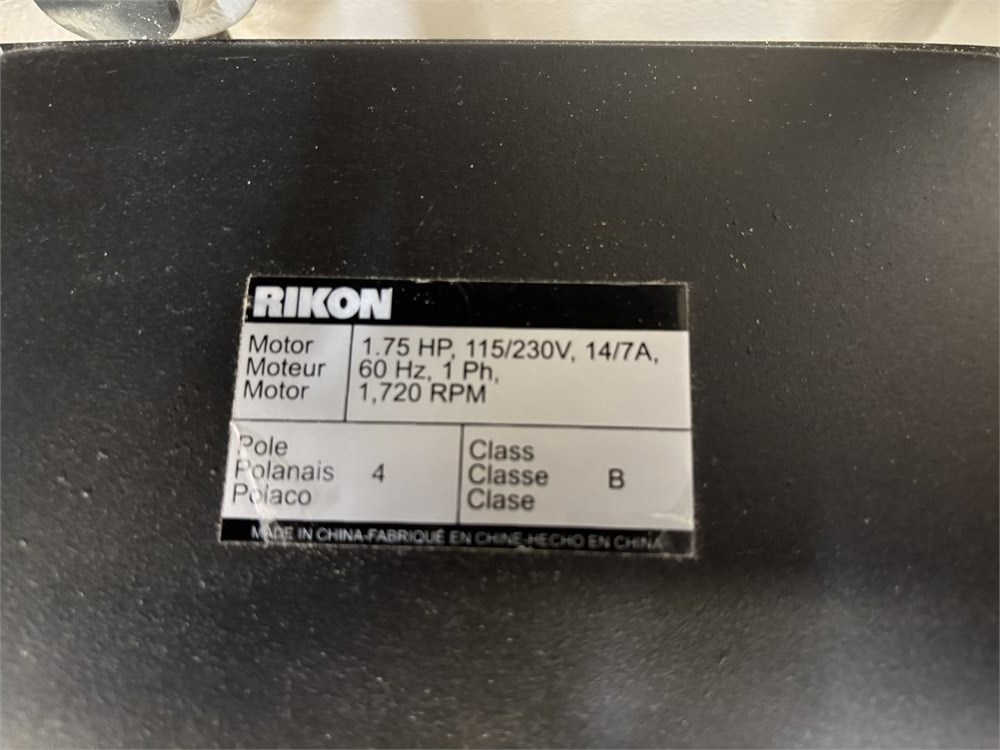 RIKON
Motor 1.75 HP, 115/230V, 14/7A,
Moteur 60 Hz, 1 Ph,
Motor 1,720 RPM
Pole
Polanais 4
Polaco
Class
Classe B
Clase
MADE IN CHINA-FABRIQUÉ EN CHINE-HECHO EN CHINA